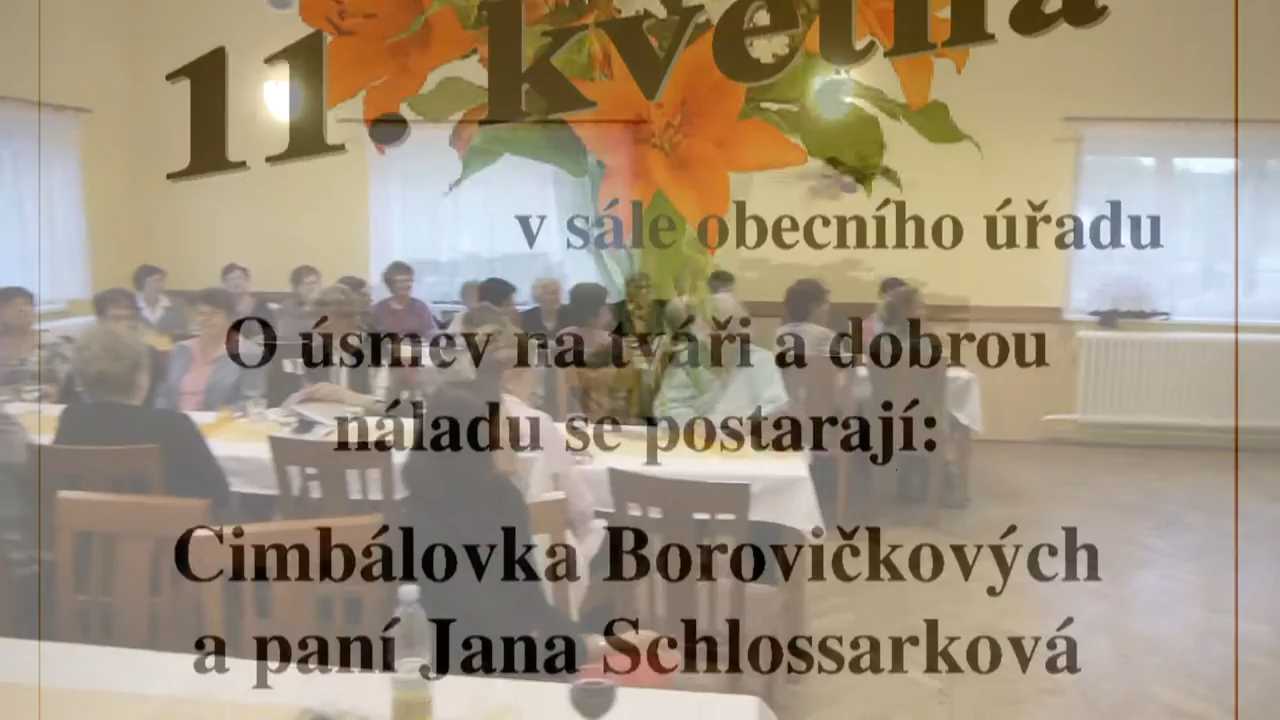 11. května
v sále obecního úřadu
O úsměv na tváři a dobrou
náladu se postarají:
Cimbálovka Borovičkových
a paní Jana Schlossarková